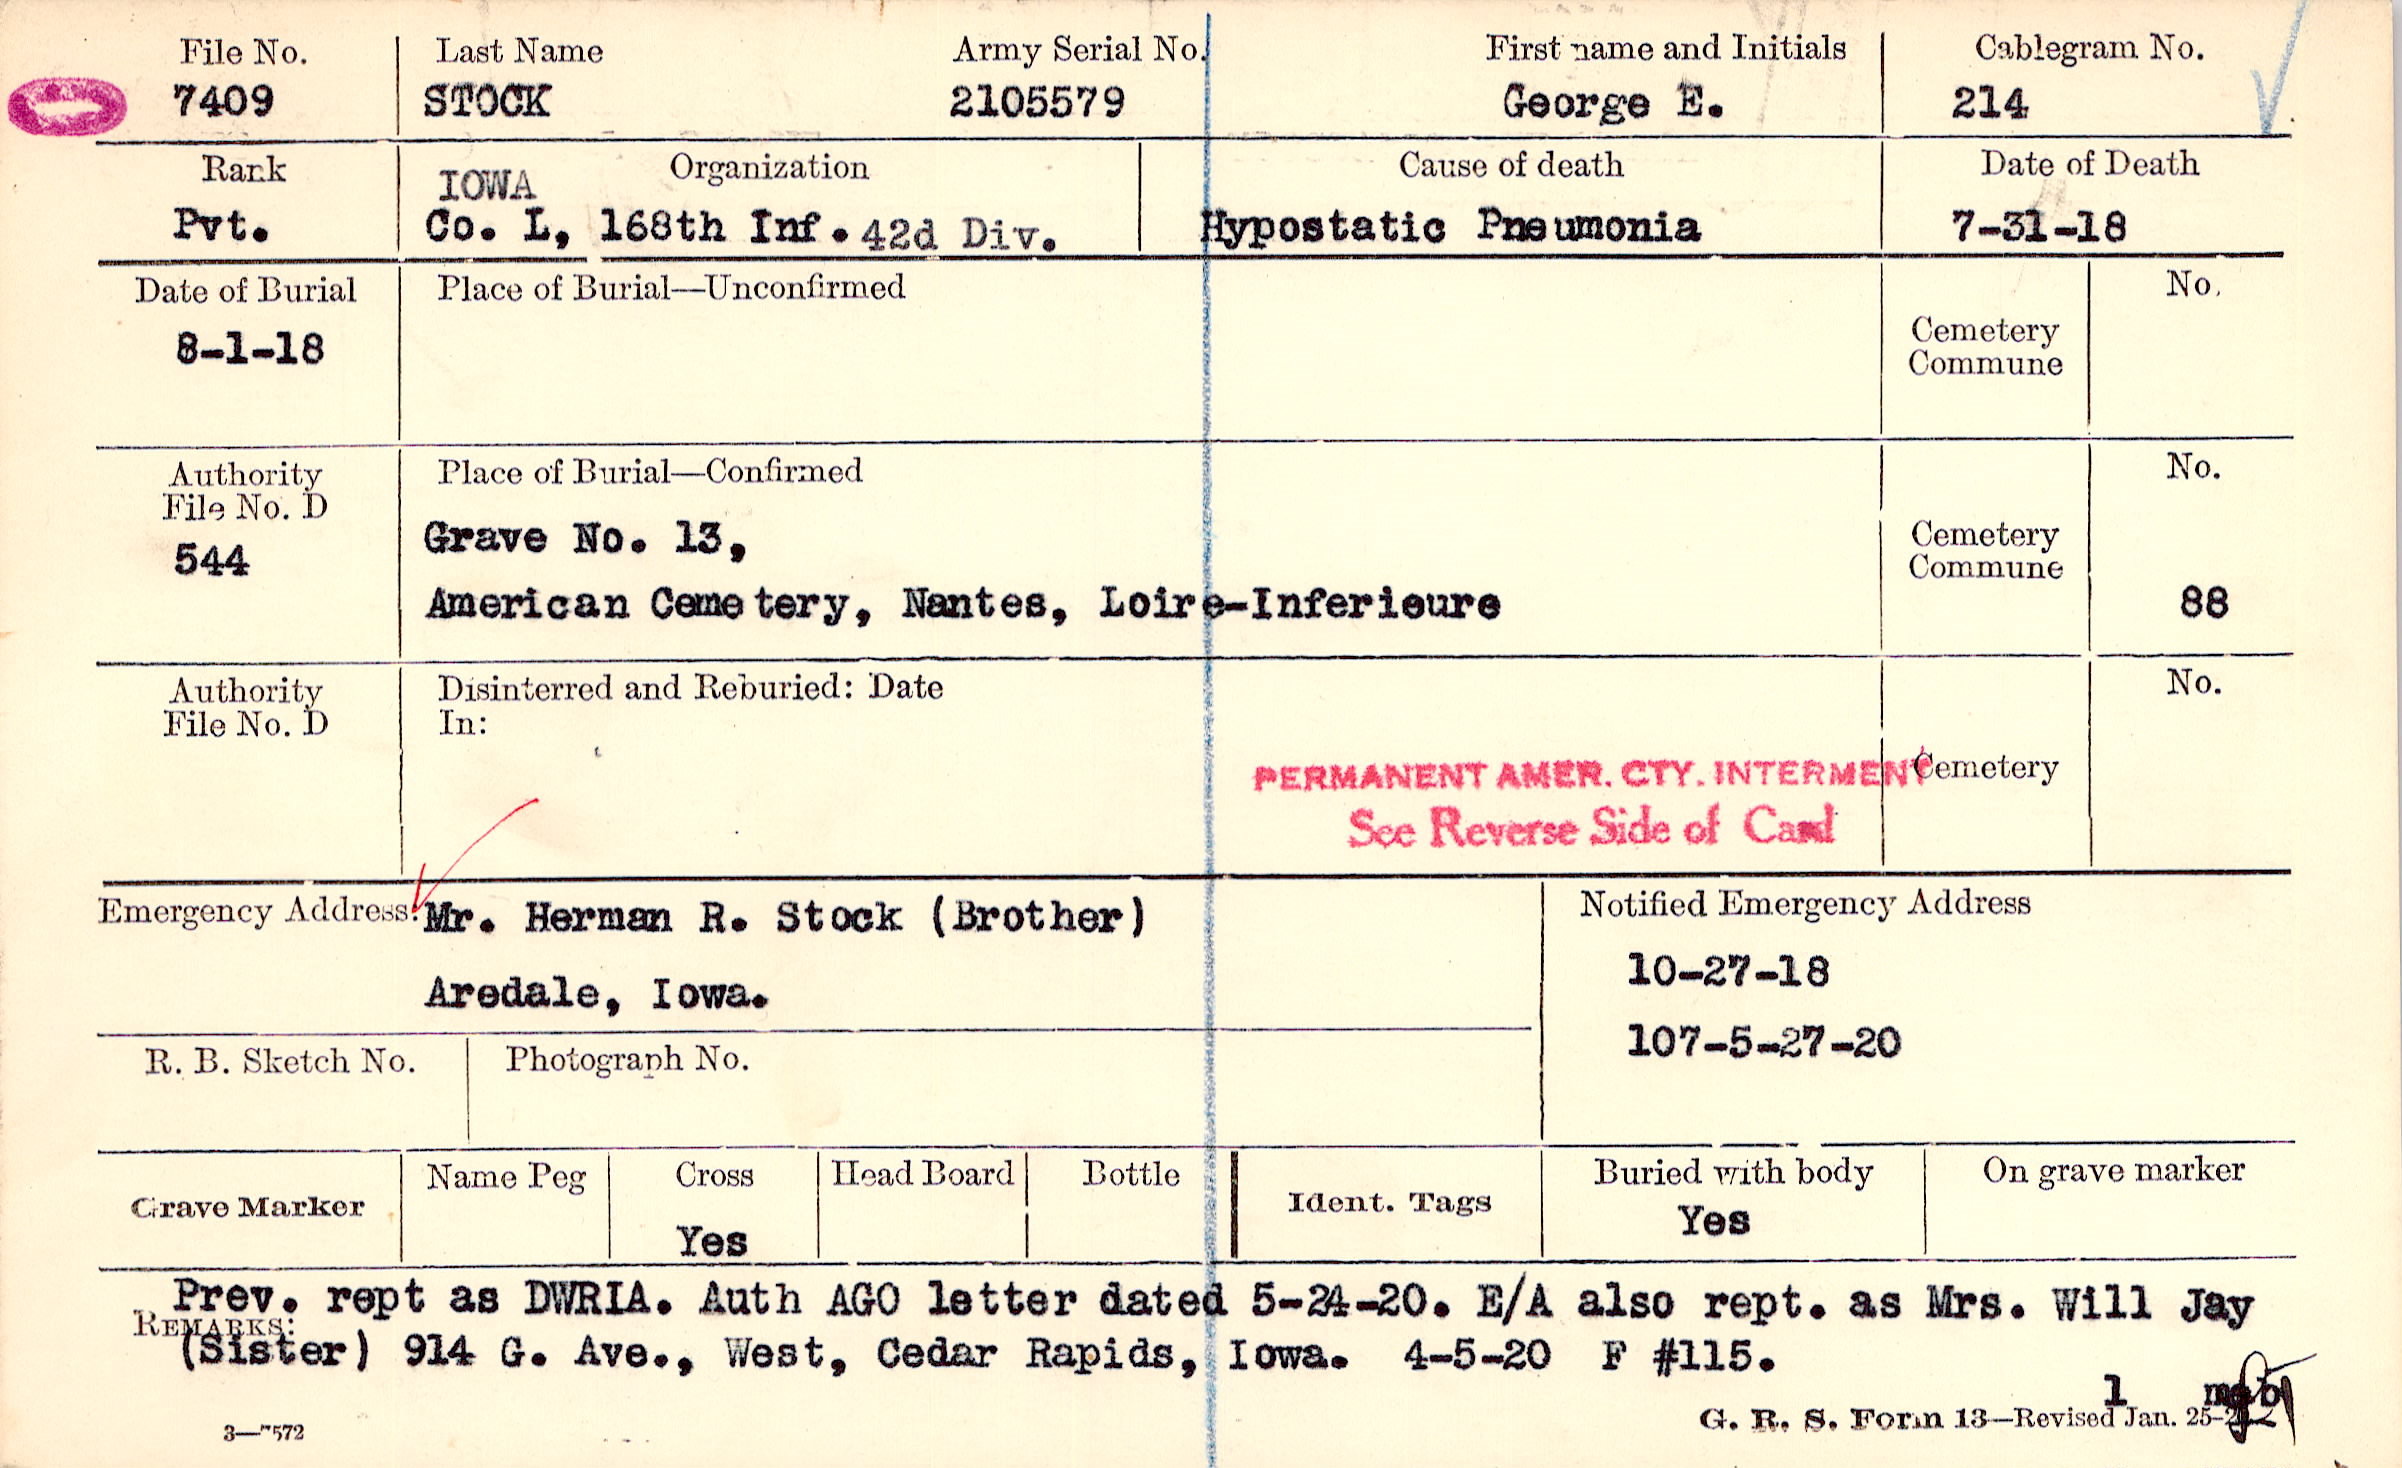 File No. Last Name Army Serial No. First name and Initials Cablegram No.
7409 STOCK 2105579 George E. 214
Rank IOWA Organization Cause of death Date of Death
Pvt. Co. L, 168th Inf. 42d Div. Hypostatic Pneumonia 7-31-18
Date of Burial Place of Burial—Unconfirmed No.
8-1-18
Cemetery
Commune
Authority Place of Burial—Confirmed No.
File No. D
544 Grave No. 13, Cemetery
Commune
American Cemetery, Nantes, Loire-Inferieure 88
Authority Disinterred and Reburied: Date No.
File No. D In:
PERMANENT AMER. CTY. INTERMENT Cemetery
See Reverse Side of Card
Emergency Address: Mr. Herman R. Stock (Brother) Notified Emergency Address
Aredale, Iowa. 10-27-18
107-5-27-20
R. B. Sketch No. Photograph No.
Grave Marker Name Peg Cross Head Board Bottle Ident. Tags Buried with body On grave marker
Yes Yes
Prev. rept as DWRIA. Auth AGO letter dated 5-24-20. E/A also rept. as Mrs. Will Jay
REMARKS:
(Sister) 914 G. Ave., West, Cedar Rapids, Iowa. 4-5-20 F #115.
1
3—7572 G. R. S. Form 13—Revised Jan. 25-